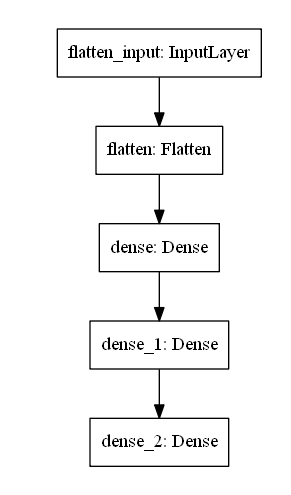 flatten_input: InputLayer
flatten: Flatten
dense: Dense
dense_1: Dense
dense_2: Dense